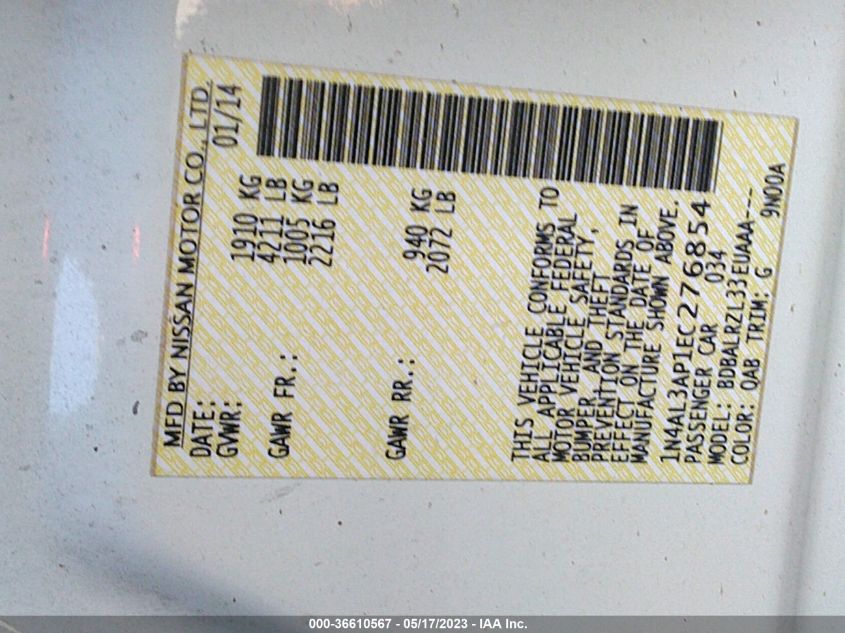 MFD BY NISSAN MOTOR CO., LTD.
DATE: 01/14
GVWR: 1910 KG
4211 LB
GAWR FR.: 1005 KG
2216 LB
GAWR RR.: 940 KG
2072 LB
THIS VEHICLE CONFORMS TO
ALL APPLICABLE FEDERAL
MOTOR VEHICLE SAFETY,
BUMPER, AND THEFT
PREVENTION STANDARDS IN
EFFECT ON THE DATE OF
MANUFACTURE SHOWN ABOVE.
1N4AL3AP1EC276854
PASSENGER CAR 034
MODEL: BDBALRZL33EUAAA---
COLOR: QAB TRIM: G 9N00A
000-36610567 - 05/17/2023 - IAA Inc.